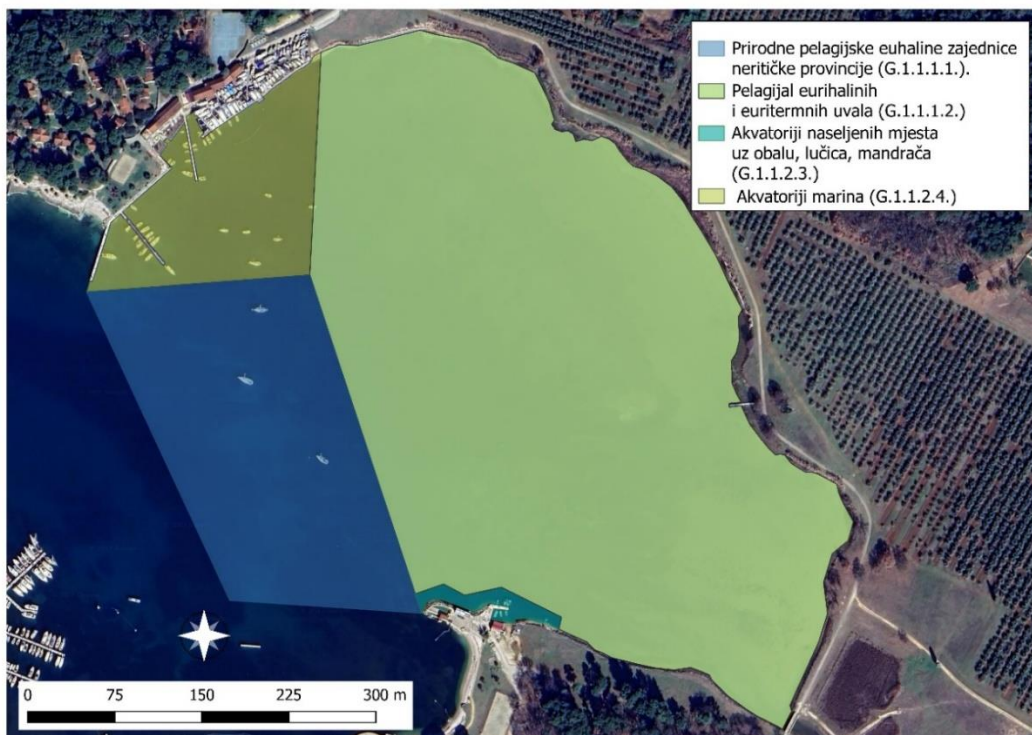 Prirodne pelagijske euhaline zajednice
neritičke provincije (G.1.1.1.1.).
Pelagijal eurihalinih
i euritermnih uvala (G.1.1.1.2.)
Akvatoriji naseljenih mjesta
uz obalu, lučica, mandrača
(G.1.1.2.3.)
Akvatoriji marina (G.1.1.2.4.)
0 75 150 225 300 m